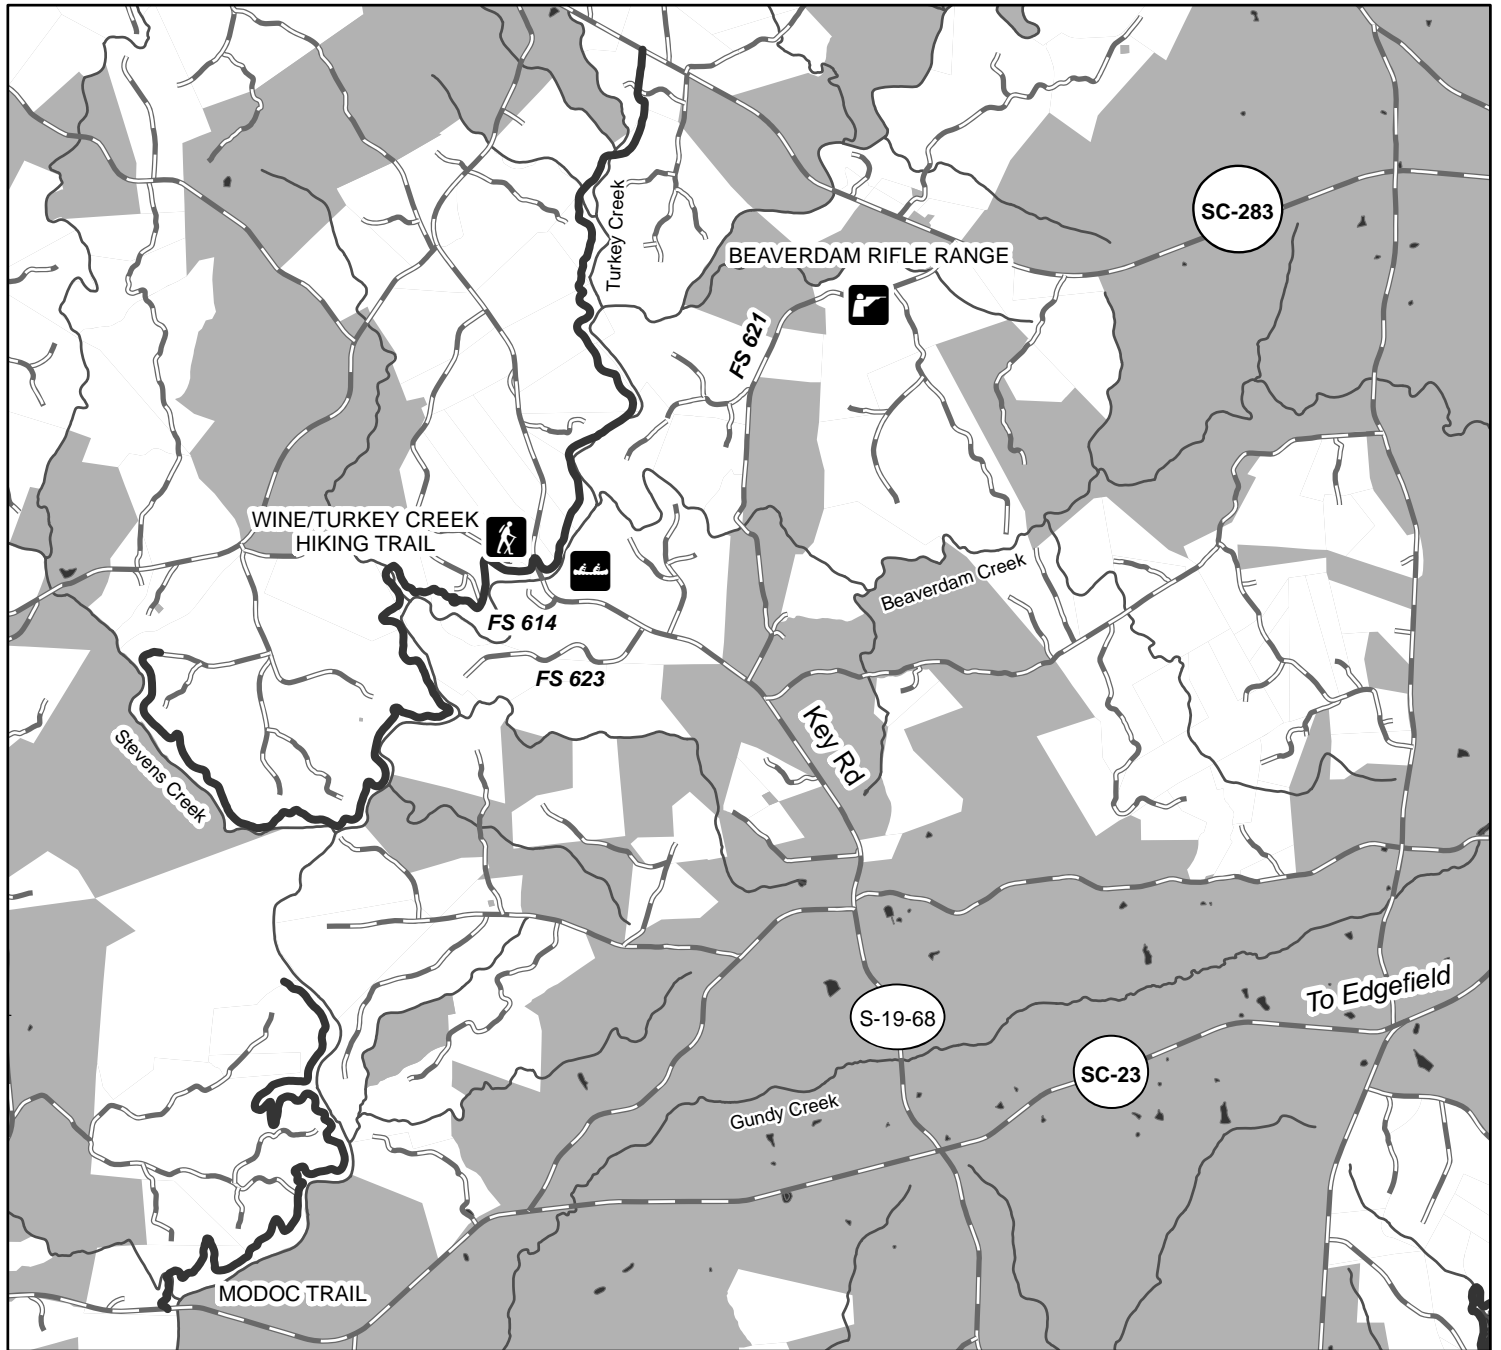 SC-283
Turkey Creek
BEAVERDAM RIFLE RANGE
FS 621
WINE/TURKEY CREEK
HIKING TRAIL
Beaverdam Creek
FS 614
FS 623
Key Rd
Stevens Creek
To Edgefield
S-19-68
SC-23
Gundy Creek
MODOC TRAIL